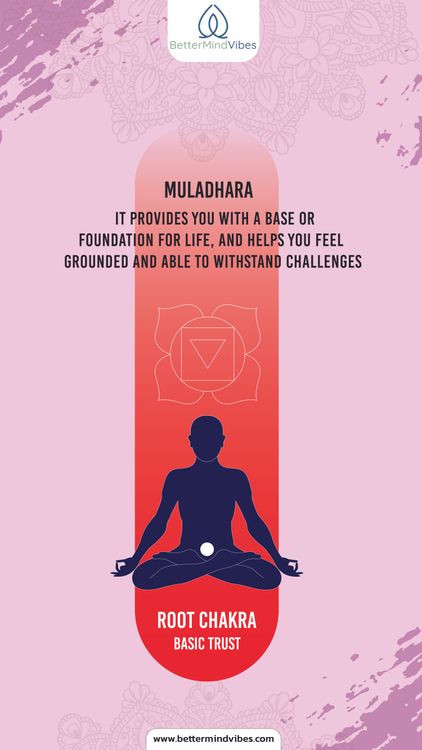 BetterMindVibes
MULADHARA
IT PROVIDES YOU WITH A BASE OR
FOUNDATION FOR LIFE, AND HELPS YOU FEEL
GROUNDED AND ABLE TO WITHSTAND CHALLENGES
ROOT CHAKRA
BASIC TRUST
www.bettermindvibes.com